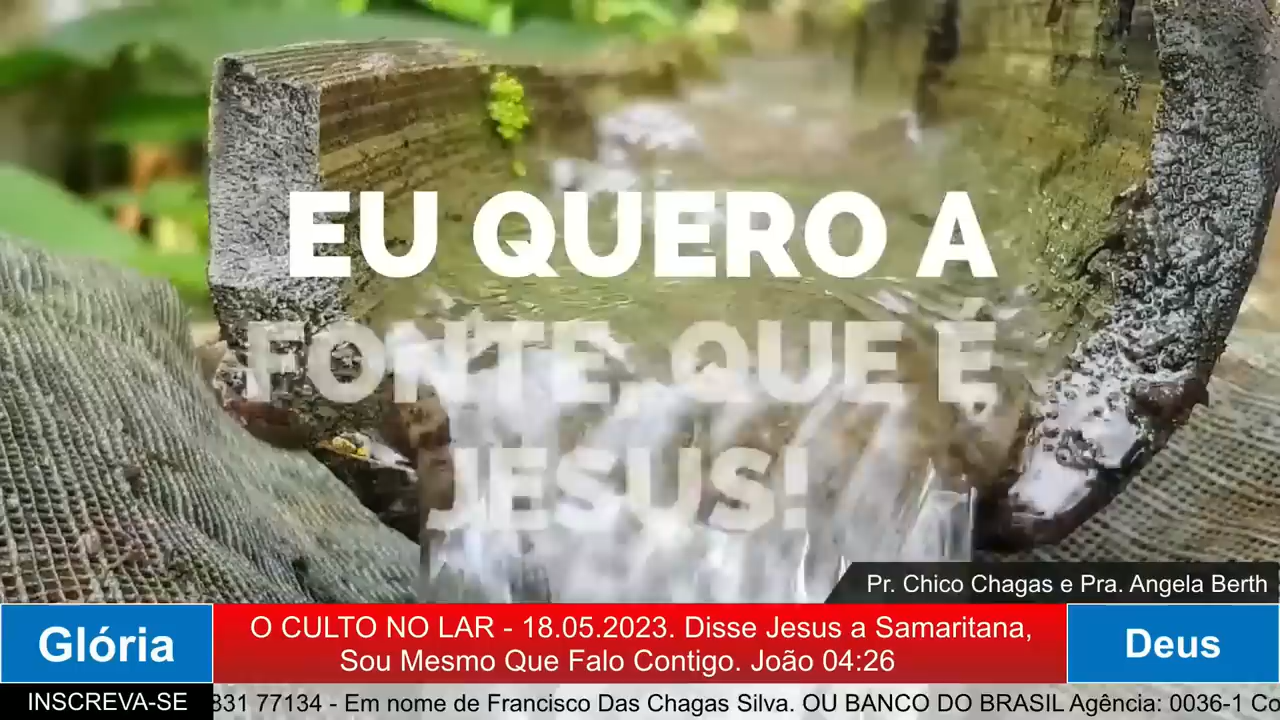 EU QUERO A
FONTE, QUE É
JESUS!
Pr. Chico Chagas e Pra. Angela Berth
Glória
O CULTO NO LAR - 18.05.2023. Disse Jesus a Samaritana,
Sou Mesmo Que Falo Contigo. João 04:26
Deus
INSCREVA-SE
831 77134 - Em nome de Francisco Das Chagas Silva. OU BANCO DO BRASIL Agência: 0036-1 Co